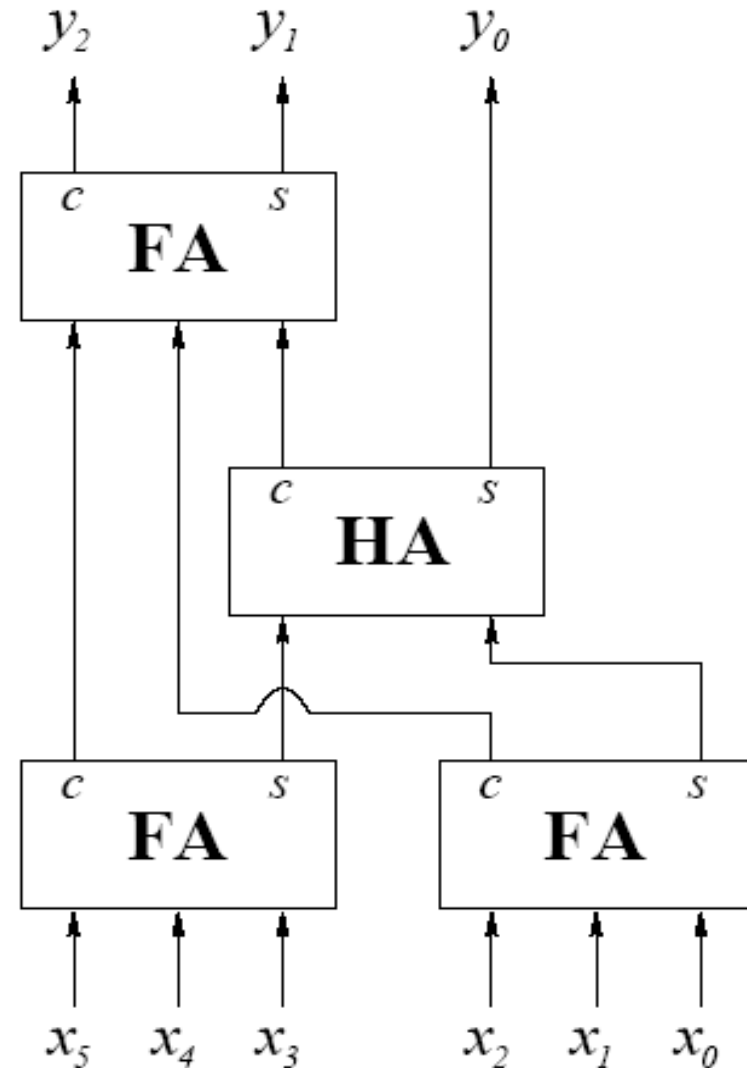 y₂ y₁ y₀
c s
FA
c s
HA
c s c s
FA FA
x₅ x₄ x₃ x₂ x₁ x₀